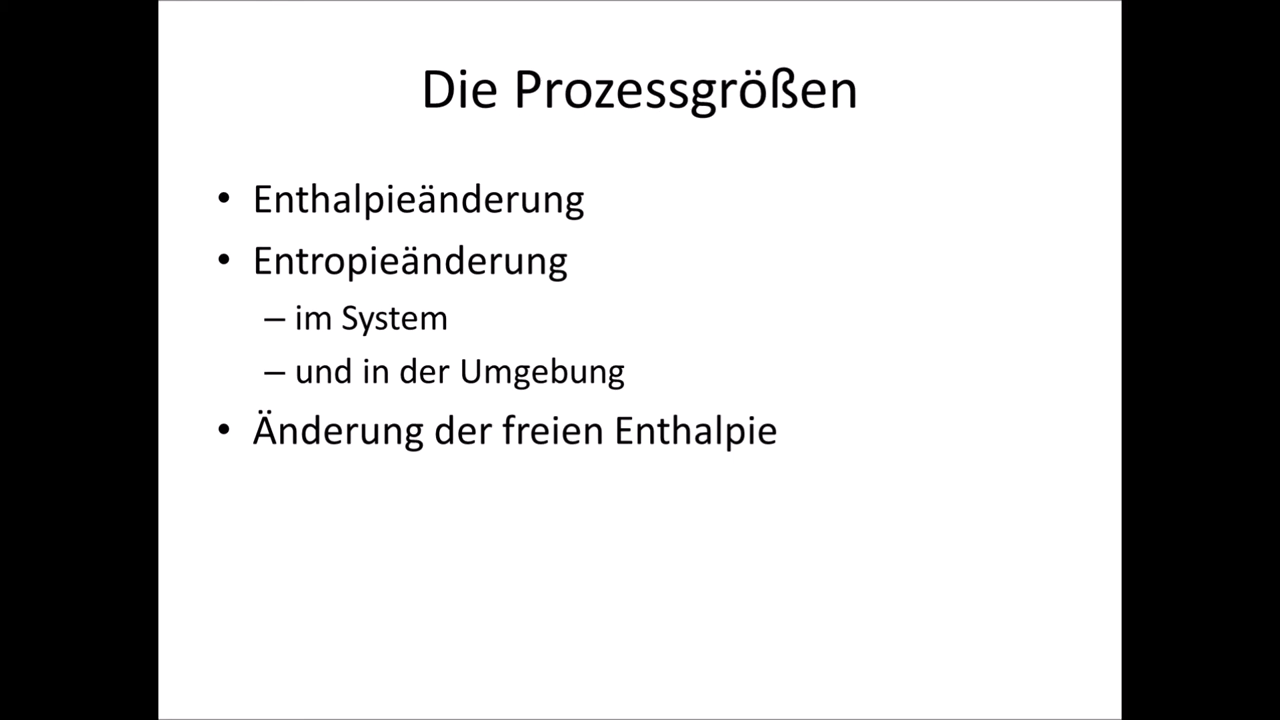 Die Prozessgrößen
• Enthalpieänderung
• Entropieänderung
– im System
– und in der Umgebung
• Änderung der freien Enthalpie